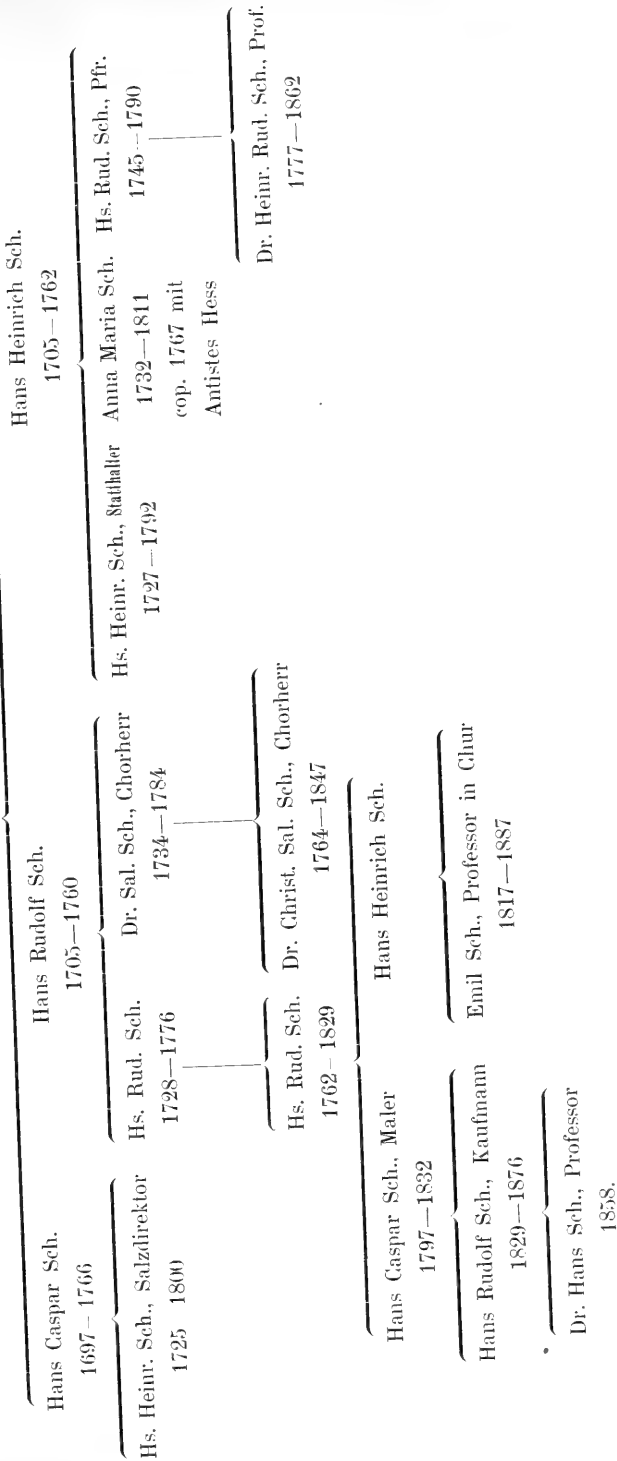 Hans Caspar Sch.
1697–1766
Hans Rudolf Sch.
1705–1760
Hans Heinrich Sch.
1705–1762
Hs. Heinr. Sch., Salzdirektor
1725 1800
Hs. Rud. Sch.
1728–1776
Dr. Sal. Sch., Chorherr
1734–1784
Hs. Heinr. Sch., Statthalter
1727–1792
Anna Maria Sch.
1732–1811
cop. 1767 mit
Antistes Hess
Hs. Rud. Sch., Pfr.
1745–1790
Hs. Rud. Sch.
1762–1829
Dr. Christ. Sal. Sch., Chorherr
1764–1847
Dr. Heinr. Rud. Sch., Prof.
1777–1862
Hans Caspar Sch., Maler
1797–1832
Hans Heinrich Sch.
Hans Rudolf Sch., Kaufmann
1829–1876
Emil Sch., Professor in Chur
1817–1887
Dr. Hans Sch., Professor
1858.